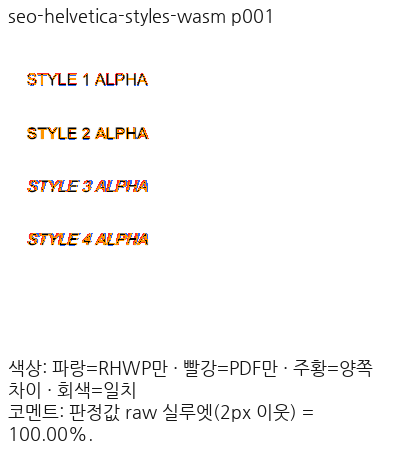 seo-helvetica-styles-wasm p001
STYLE 1 ALPHA
STYLE 2 ALPHA
STYLE 3 ALPHA
STYLE 4 ALPHA
색상: 파랑=RHWP만 · 빨강=PDF만 · 주황=양쪽
차이 · 회색=일치
코멘트: 판정값 raw 실루엣(2px 이웃) =
100.00%.